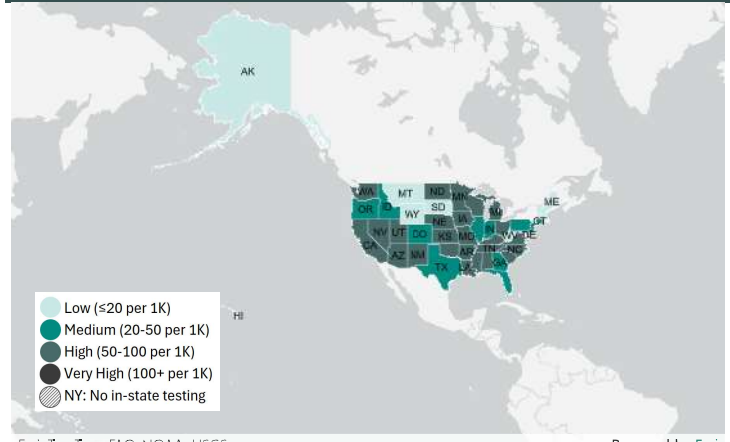 AK
WA
MT
ND
MN
ME
OR
ID
WY
SD
CT
NE
IA
IN
WV
DE
NV
UT
CO
KS
MO
CA
TN
NC
AZ
NM
AR
GA
TX
LA
HI
Low (≤20 per 1K)
Medium (20-50 per 1K)
High (50-100 per 1K)
Very High (100+ per 1K)
NY: No in-state testing